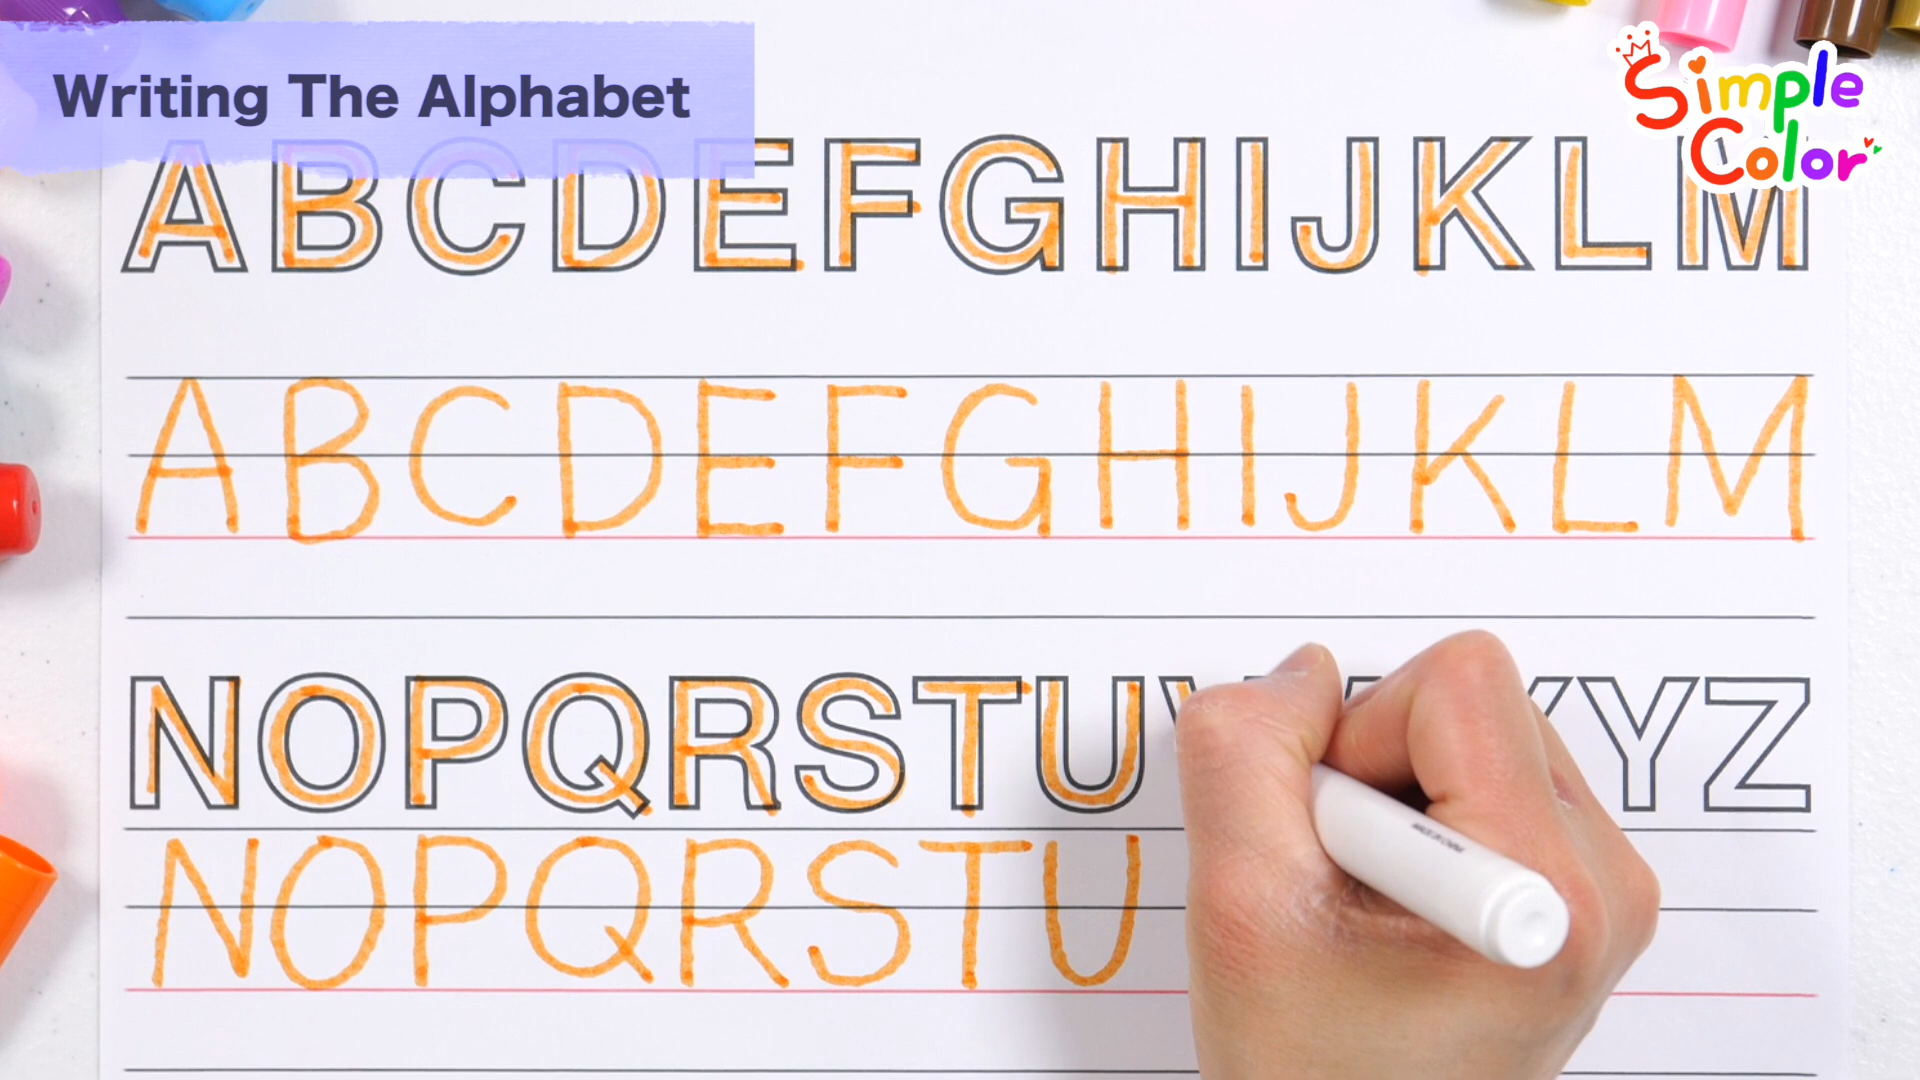 Writing The Alphabet
Simple
Color
ABCDEFGHIJKLM
ABCDEFGHIJKLM
NOPQRSTU YZ
NOPQRSTU